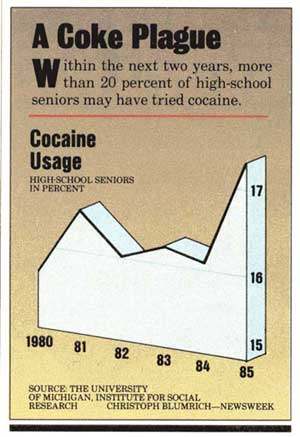 A Coke Plague
Within the next two years, more
than 20 percent of high-school
seniors may have tried cocaine.
Cocaine
Usage
HIGH-SCHOOL SENIORS
IN PERCENT
17
16
15
1980 81 82 83 84 85
SOURCE: THE UNIVERSITY
OF MICHIGAN, INSTITUTE FOR SOCIAL
RESEARCH CHRISTOPH BLUMRICH—NEWSWEEK